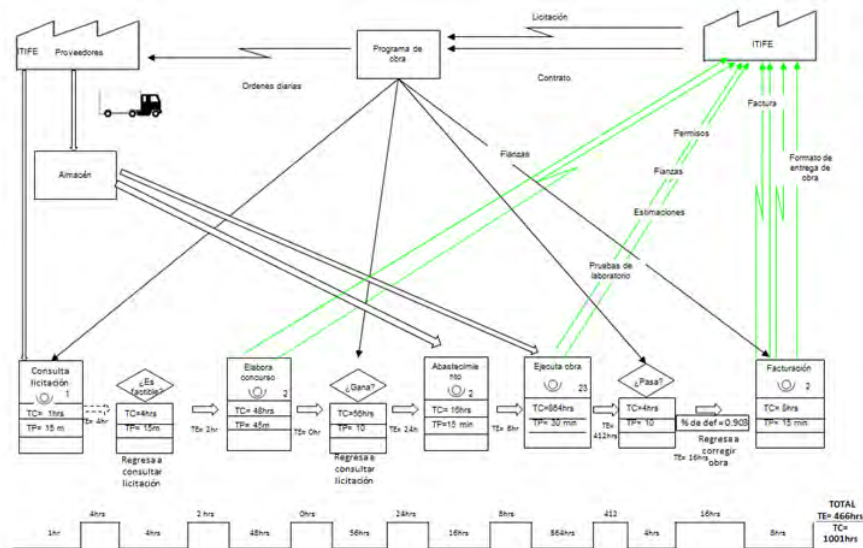 Licitación
ITIFE
Proveedores
Programa de
obra
ITIFE
Ordenes diarias
Contrato
Factura
Permisos
Fianzas
Fianzas
Formato de
entrega de
obra
Almacén
Estimaciones
Pruebas de
laboratorio
Consulta
licitación
1
TC= 1hrs
TP= 15 m
TE= 4hr
¿Es
factible?
TC=4hrs
TP= 15m
Regresa a
consultar
licitación
TE= 2hr
Elabora
concurso
2
TC= 48hrs
TP= 45m
TE= 0hr
¿Gana?
TC=56hrs
TP= 10
Regresa a
consultar
licitación
TE= 24h
Abastecimie
nto
2
TC= 16hrs
TP=15 min
TE= 8hr
Ejecuta obra
23
TC=864hrs
TP= 30 min
TE=
412hrs
¿Pasa?
TC=4hrs
TP= 10
% de def = 0.903
Regresa a
corregir
obra
TE= 16hrs
Facturación
2
TC= 8hrs
TP= 15 min
4hrs
2 hrs
0hrs
24hrs
8hrs
412
16hrs
1hr
4hrs
48hrs
56hrs
16hrs
864hrs
4hrs
8hrs
TOTAL
TE= 466hrs
TC=
1001hrs